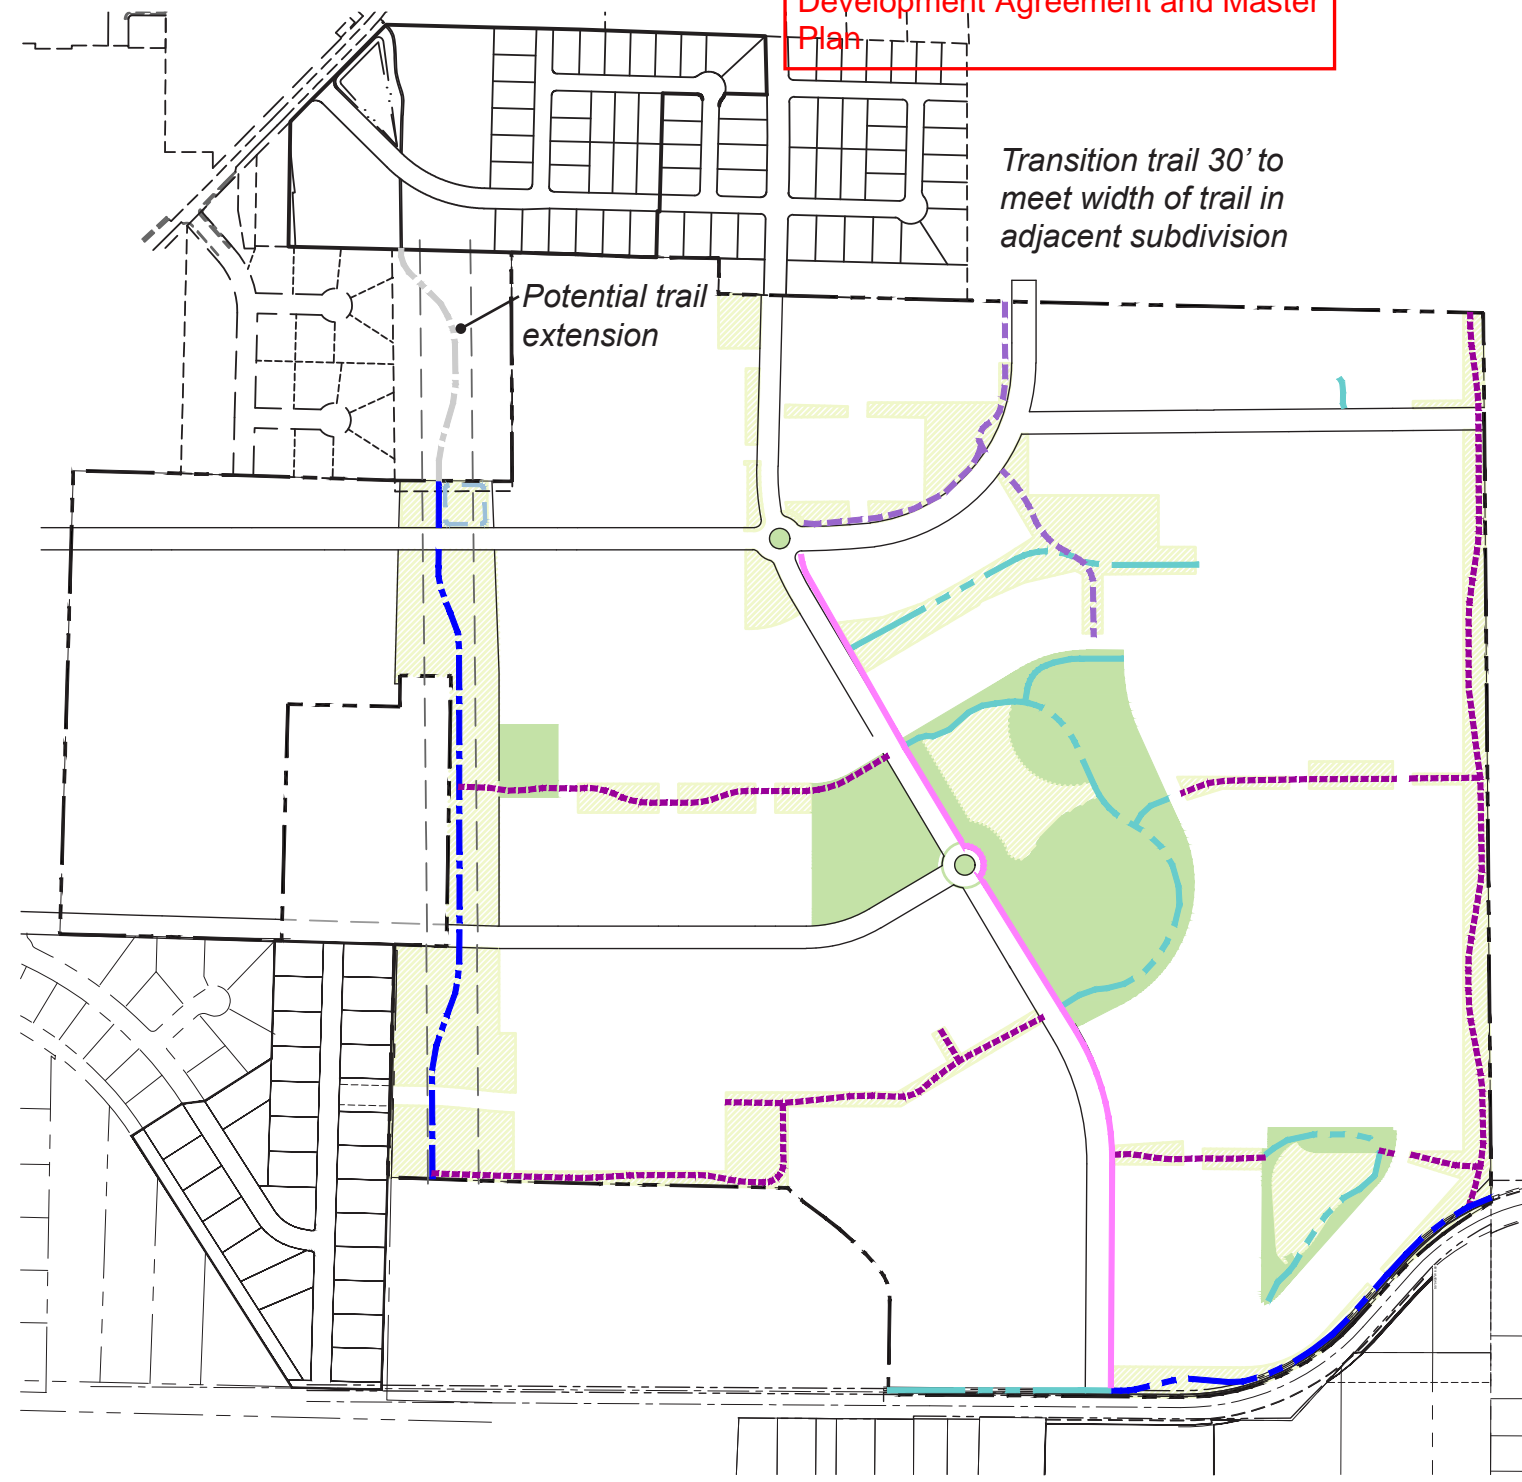 Development Agreement and Master
Plan
Transition trail 30’ to
meet width of trail in
adjacent subdivision
Potential trail
extension